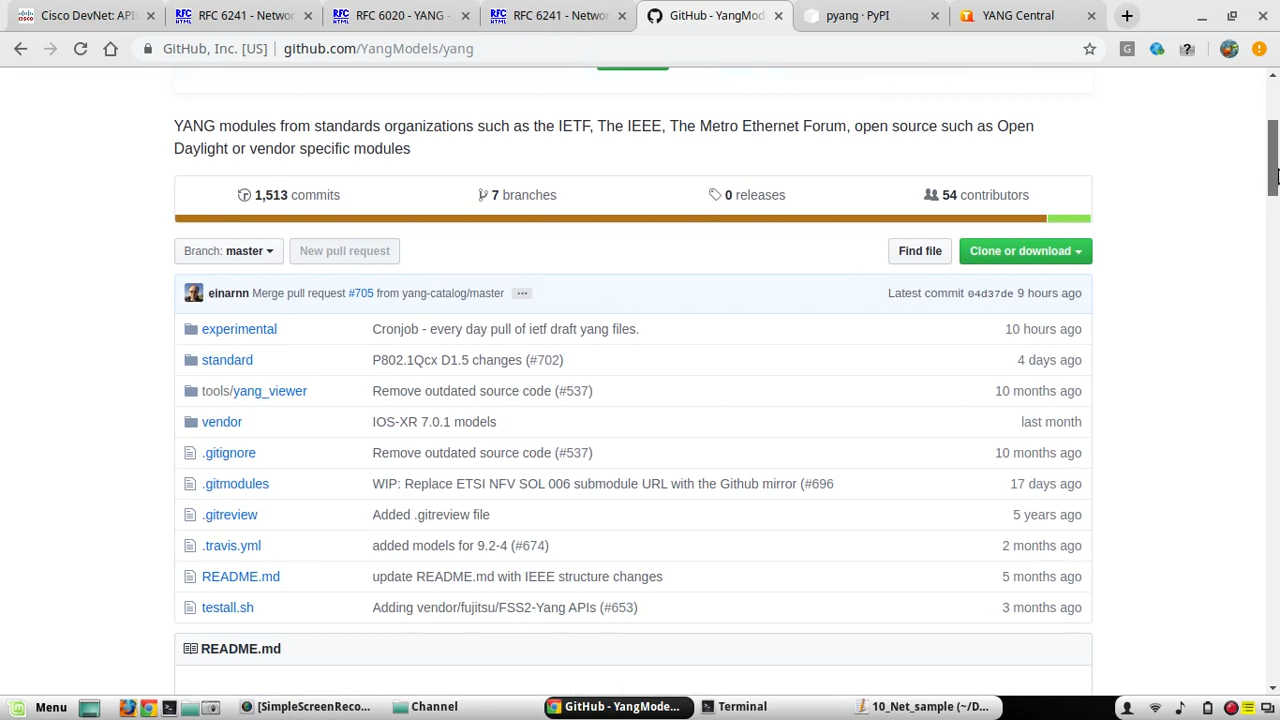 Cisco DevNet: APIs
RFC 6241 - Networ
RFC 6020 - YANG -
RFC 6241 - Networ
GitHub - YangMod
pyang · PyPI
YANG Central
GitHub, Inc. [US]
github.com/YangModels/yang
YANG modules from standards organizations such as the IETF, The IEEE, The Metro Ethernet Forum, open source such as Open
Daylight or vendor specific modules
1,513 commits
7 branches
0 releases
54 contributors
Branch: master
New pull request
Find file
Clone or download
einarnn Merge pull request #705 from yang-catalog/master
Latest commit 04d37de 9 hours ago
experimental
Cronjob - every day pull of ietf draft yang files.
10 hours ago
standard
P802.1Qcx D1.5 changes (#702)
4 days ago
tools/yang_viewer
Remove outdated source code (#537)
10 months ago
vendor
IOS-XR 7.0.1 models
last month
.gitignore
Remove outdated source code (#537)
10 months ago
.gitmodules
WIP: Replace ETSI NFV SOL 006 submodule URL with the Github mirror (#696
17 days ago
.gitreview
Added .gitreview file
5 years ago
.travis.yml
added models for 9.2-4 (#674)
2 months ago
README.md
update README.md with IEEE structure changes
5 months ago
testall.sh
Adding vendor/fujitsu/FSS2-Yang APIs (#653)
3 months ago
README.md
Menu
[SimpleScreenReco...
Channel
GitHub - YangMode...
Terminal
10_Net_sample (~/D...